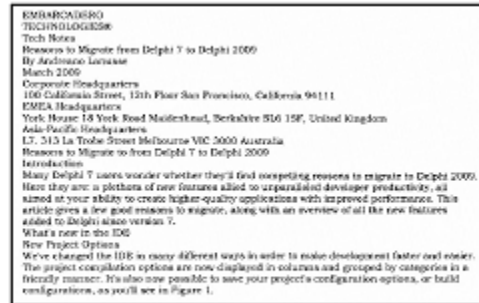 EMBARCADERO
TECHNOLOGIES®
Tech Notes
Reasons to Migrate from Delphi 7 to Delphi 2009
By Andreano Lanusse
March 2009
Corporate Headquarters
100 California Street, 12th Floor San Francisco, California 94111
EMEA Headquarters
York House 18 York Road Maidenhead, Berkshire SL6 1SF, United Kingdom
Asia-Pacific Headquarters
L7. 313 La Trobe Street Melbourne VIC 3000 Australia
Reasons to Migrate to from Delphi 7 to Delphi 2009
Introduction
Many Delphi 7 users wonder whether they'll find compelling reasons to migrate to Delphi 2009.
Here they are: a plethora of new features allied to unparalleled developer productivity, all
aimed at your ability to create higher-quality applications with improved performance. This
article gives a few good reasons to migrate, along with an overview of all the new features
added to Delphi since version 7.
What's new in the IDE
New Project Options
We've changed the IDE in many different ways in order to make development faster and easier.
The project compilation options are now displayed in columns and grouped by categories in a
friendly manner. It's also now possible to save your project's configuration options, or build
configurations, as you'll see in Figure 1.